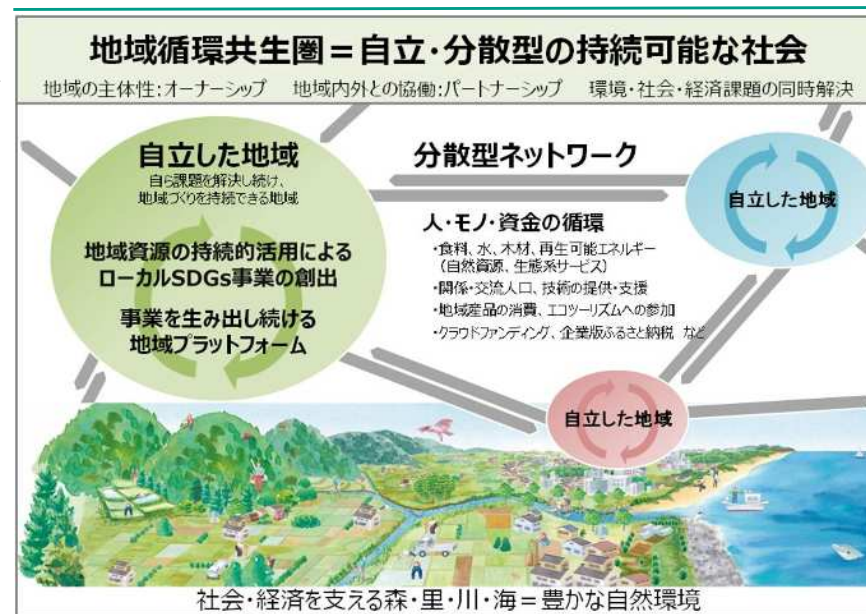 地域循環共生圏＝自立・分散型の持続可能な社会
地域の主体性：オーナーシップ　地域内外との協働：パートナーシップ　環境・社会・経済課題の同時解決
自立した地域
自ら課題を解決し続け、
地域づくりを持続できる地域
地域資源の持続的活用による
ローカルSDGs事業の創出
事業を生み出し続ける
地域プラットフォーム
分散型ネットワーク
人・モノ・資金の循環
・食料、水、木材、再生可能エネルギー
（自然資源、生態系サービス）
・関係・交流人口、技術の提供・支援
・地域産品の消費、エコツーリズムへの参加
・クラウドファンディング、企業版ふるさと納税 など
自立した地域
自立した地域
社会・経済を支える森・里・川・海＝豊かな自然環境